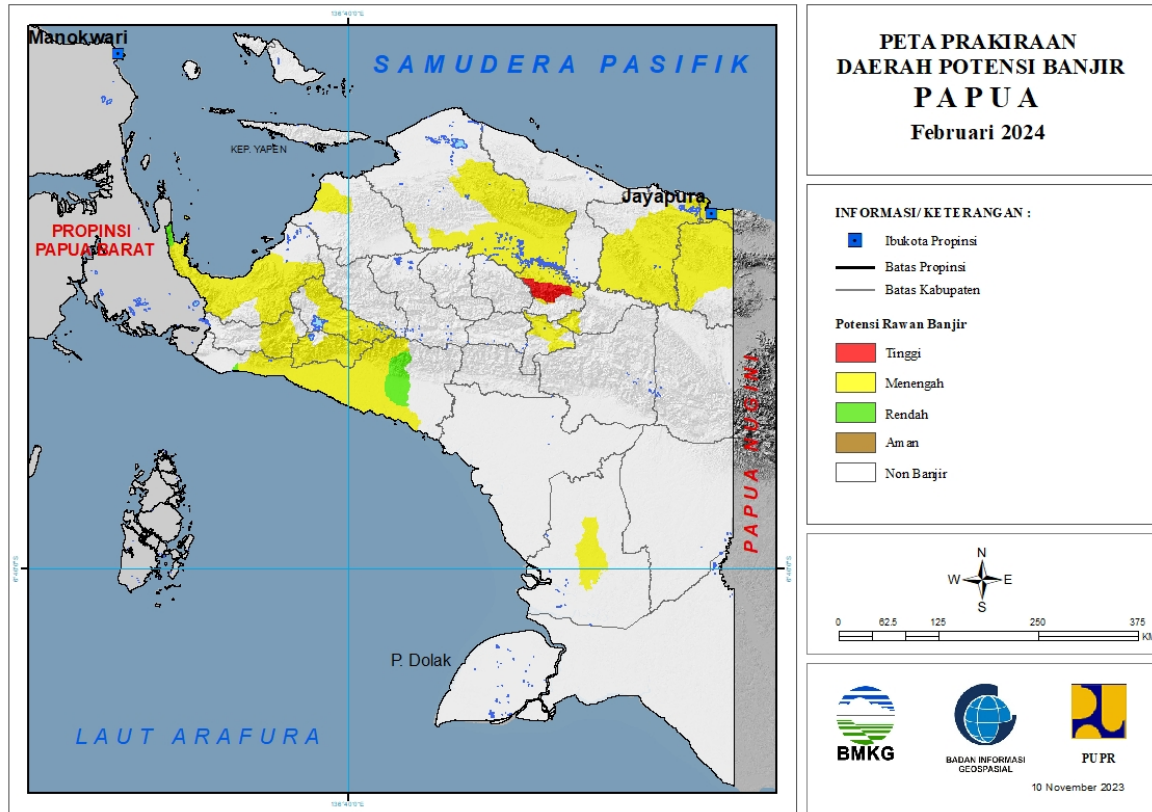 Manokwari
SAMUDERA PASIFIK
KEP. YAPEN
Jayapura
PROPINSI
PAPUA BARAT
PAPUA NUGINI
P. Dolak
LAUT ARAFURA
PETA PRAKIRAAN
DAERAH POTENSI BANJIR
PAPUA
Februari 2024
INFORMASI/KETERANGAN :
Ibukota Propinsi
Batas Propinsi
Batas Kabupaten
Potensi Rawan Banjir
Tinggi
Menengah
Rendah
Aman
Non Banjir
N
W E
S
0 62.5 125 250 375
KM
BMKG
BADAN INFORMASI
GEOSPASIAL
PUPR
10 November 2023